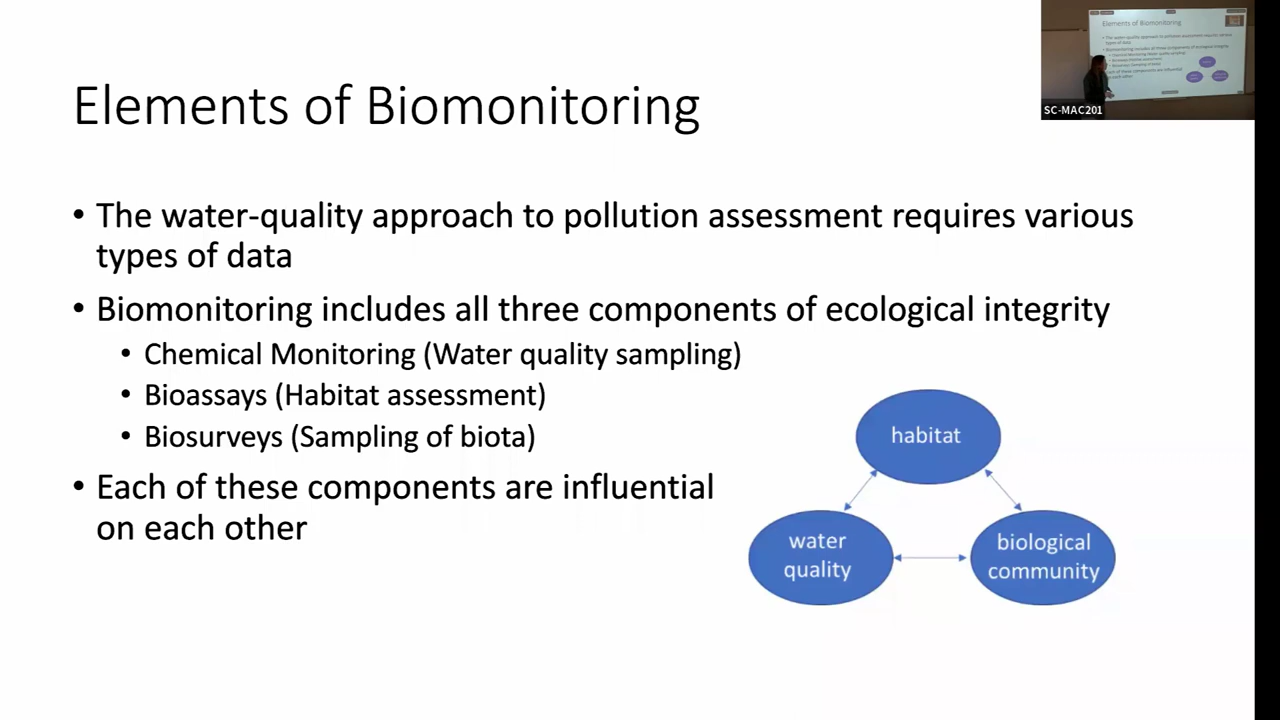 Elements of Biomonitoring
SC-MAC201
• The water-quality approach to pollution assessment requires various
types of data
• Biomonitoring includes all three components of ecological integrity
• Chemical Monitoring (Water quality sampling)
• Bioassays (Habitat assessment)
• Biosurveys (Sampling of biota)
• Each of these components are influential
on each other
habitat
water
quality
biological
community